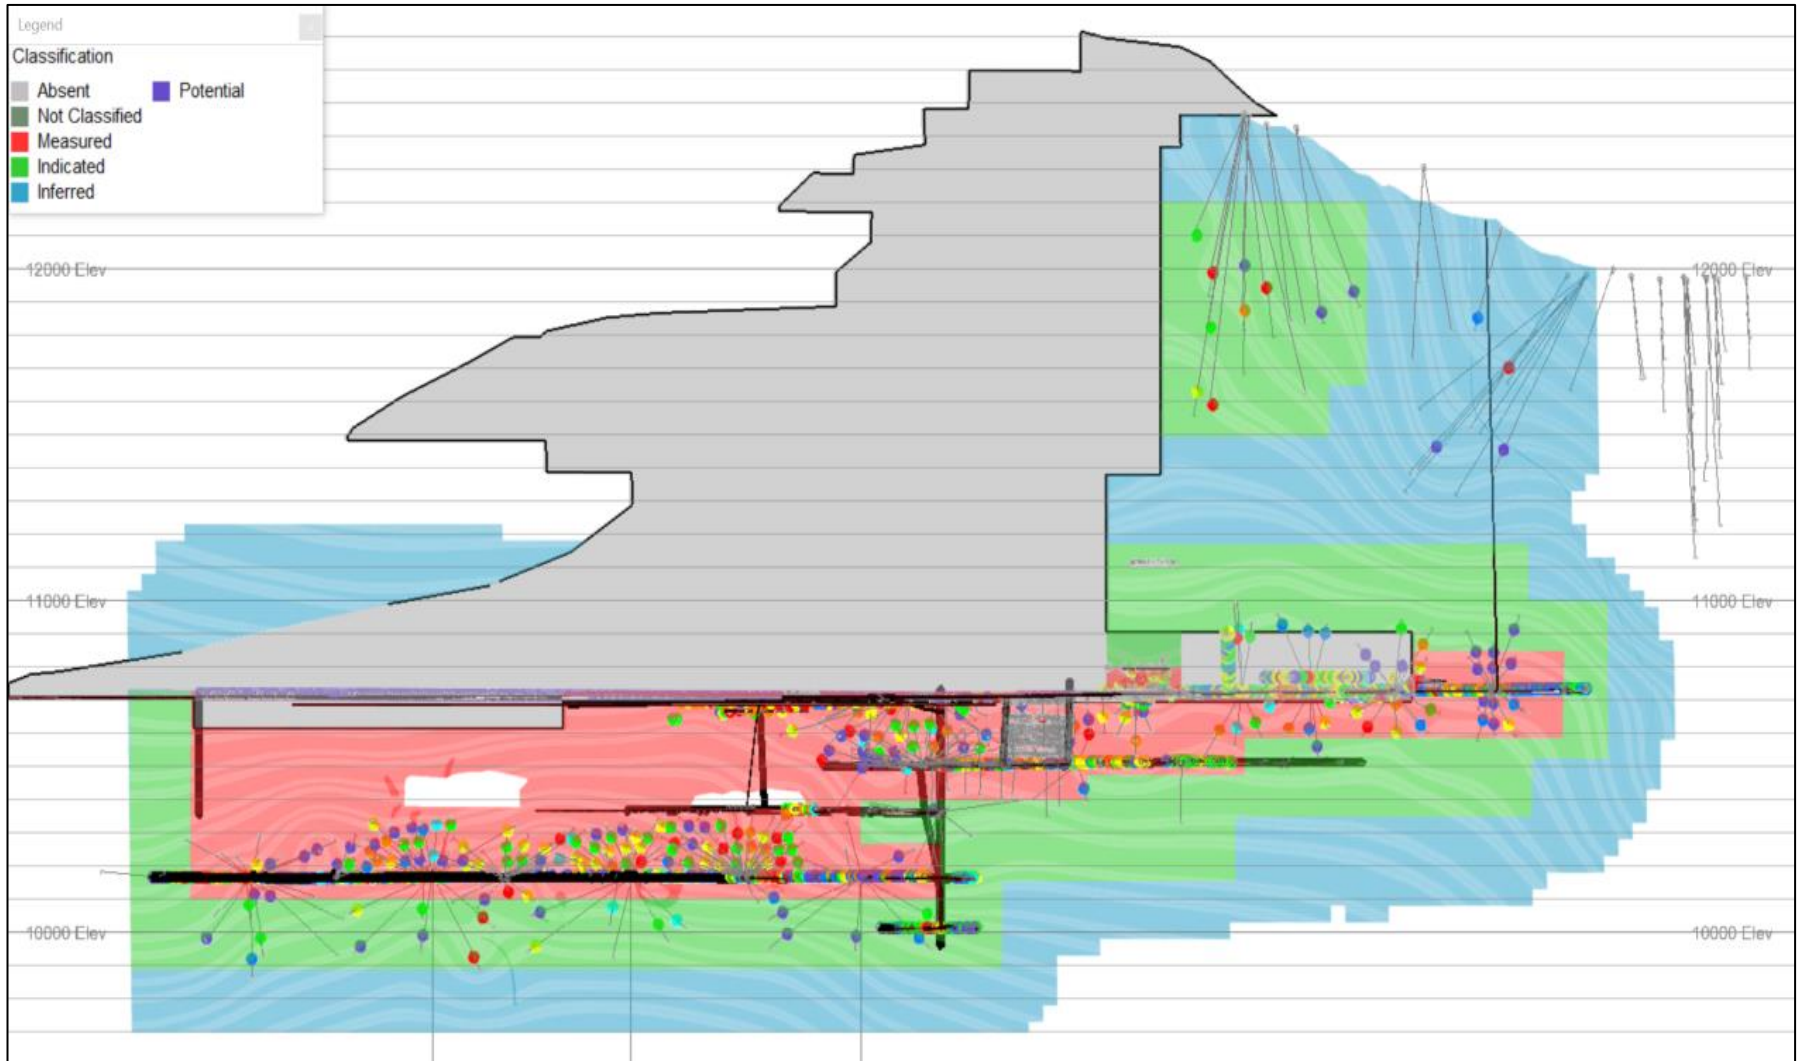 Legend
Classification
Absent Potential
Not Classified
Measured
Indicated
Inferred
12000 Elev 12000 Elev
11000 Elev 11000 Elev
10000 Elev 10000 Elev